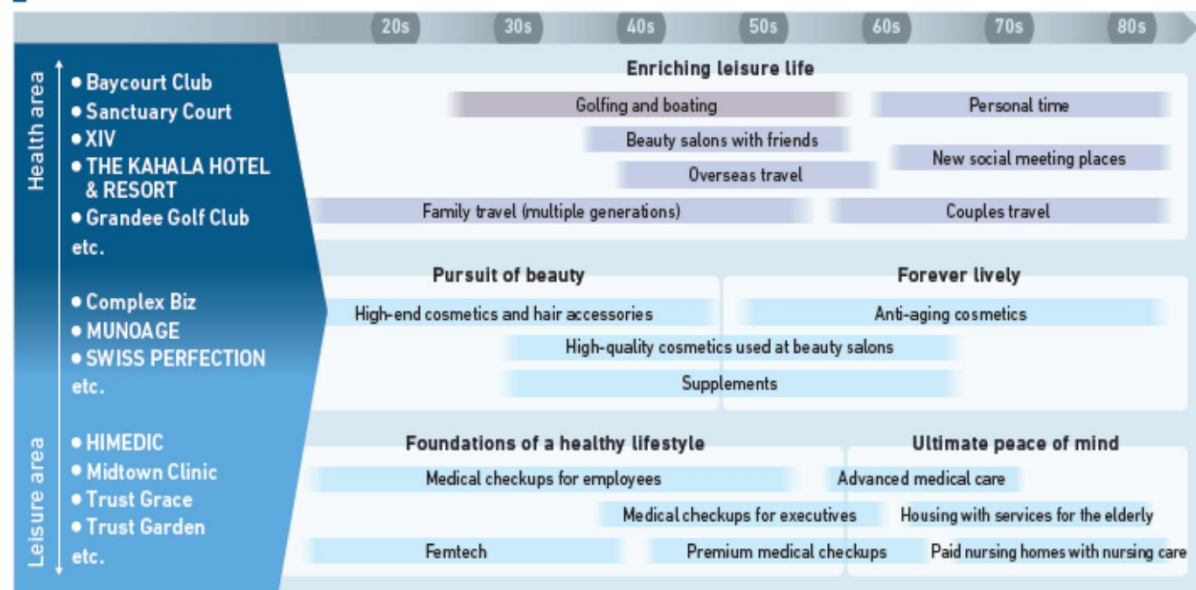 20s 30s 40s 50s 60s 70s 80s
Health area
● Baycourt Club
● Sanctuary Court
● XIV
● THE KAHALA HOTEL
& RESORT
● Grandee Golf Club
etc.
Enriching leisure life
Golfing and boating
Personal time
Beauty salons with friends
New social meeting places
Overseas travel
Family travel (multiple generations)
Couples travel
● Complex Biz
● MUNOAGE
● SWISS PERFECTION
etc.
Pursuit of beauty
Forever lively
High-end cosmetics and hair accessories
Anti-aging cosmetics
High-quality cosmetics used at beauty salons
Supplements
Leisure area
● HIMEDIC
● Midtown Clinic
● Trust Grace
● Trust Garden
etc.
Foundations of a healthy lifestyle
Ultimate peace of mind
Medical checkups for employees
Advanced medical care
Medical checkups for executives
Housing with services for the elderly
Femtech
Premium medical checkups
Paid nursing homes with nursing care